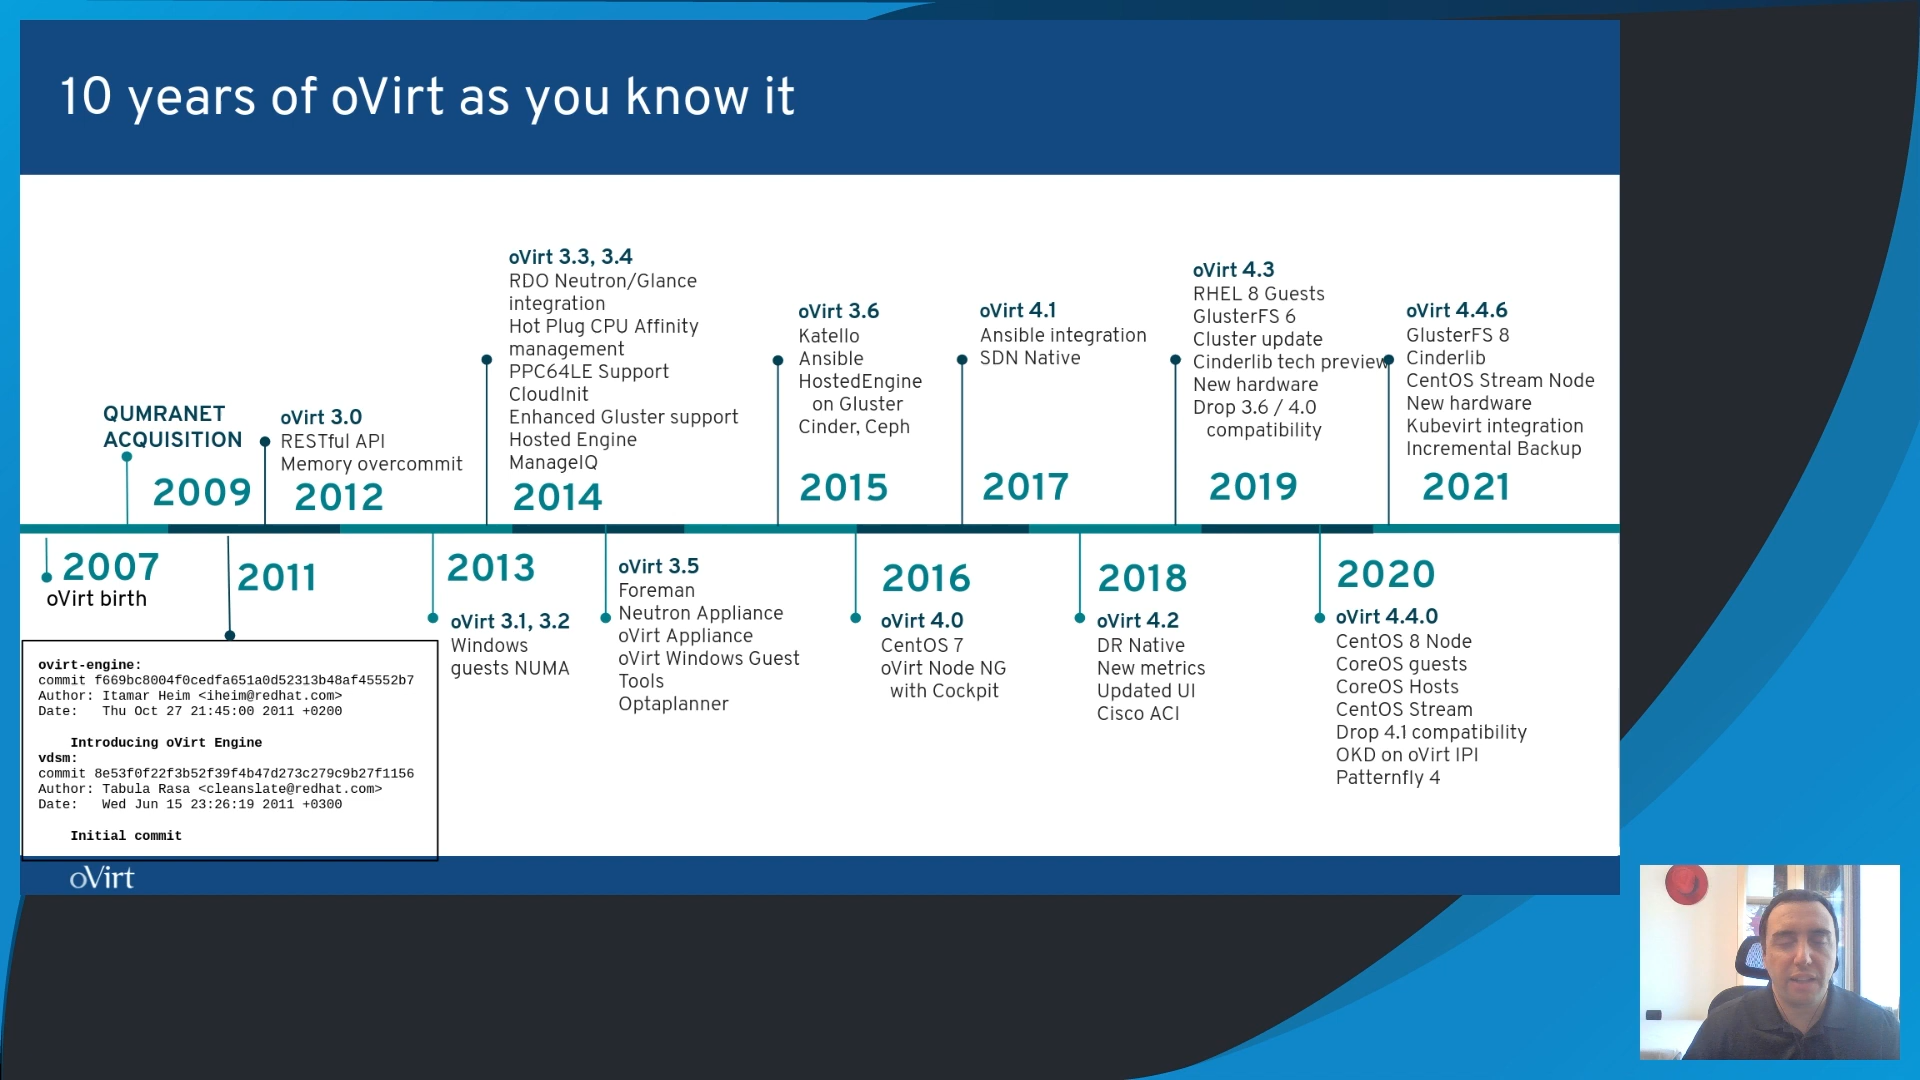 10 years of oVirt as you know it
QUMRANET
ACQUISITION
2009
oVirt 3.0
RESTful API
Memory overcommit
2012
oVirt 3.3, 3.4
RDO Neutron/Glance
integration
Hot Plug CPU Affinity
management
PPC64LE Support
CloudInit
Enhanced Gluster support
Hosted Engine
ManageIQ
2014
oVirt 3.6
Katello
Ansible
HostedEngine
on Gluster
Cinder, Ceph
2015
oVirt 4.1
Ansible integration
SDN Native
2017
oVirt 4.3
RHEL 8 Guests
GlusterFS 6
Cluster update
Cinderlib tech preview
New hardware
Drop 3.6 / 4.0
compatibility
2019
oVirt 4.4.6
GlusterFS 8
Cinderlib
CentOS Stream Node
New hardware
Kubevirt integration
Incremental Backup
2021
2007
oVirt birth
2011
ovirt-engine:
commit f669bc8004f0cedfa651a0d52313b48af45552b7
Author: Itamar Heim <iheim@redhat.com>
Date:   Thu Oct 27 21:45:00 2011 +0200
Introducing oVirt Engine
vdsm:
commit 8e53f0f22f3b52f39f4b47d273c279c9b27f1156
Author: Tabula Rasa <cleanslate@redhat.com>
Date:   Wed Jun 15 23:26:19 2011 +0300
Initial commit
2013
oVirt 3.1, 3.2
Windows
guests NUMA
oVirt 3.5
Foreman
Neutron Appliance
oVirt Appliance
oVirt Windows Guest
Tools
Optaplanner
2016
oVirt 4.0
CentOS 7
oVirt Node NG
with Cockpit
2018
oVirt 4.2
DR Native
New metrics
Updated UI
Cisco ACI
2020
oVirt 4.4.0
CentOS 8 Node
CoreOS guests
CoreOS Hosts
CentOS Stream
Drop 4.1 compatibility
OKD on oVirt IPI
Patternfly 4
oVirt